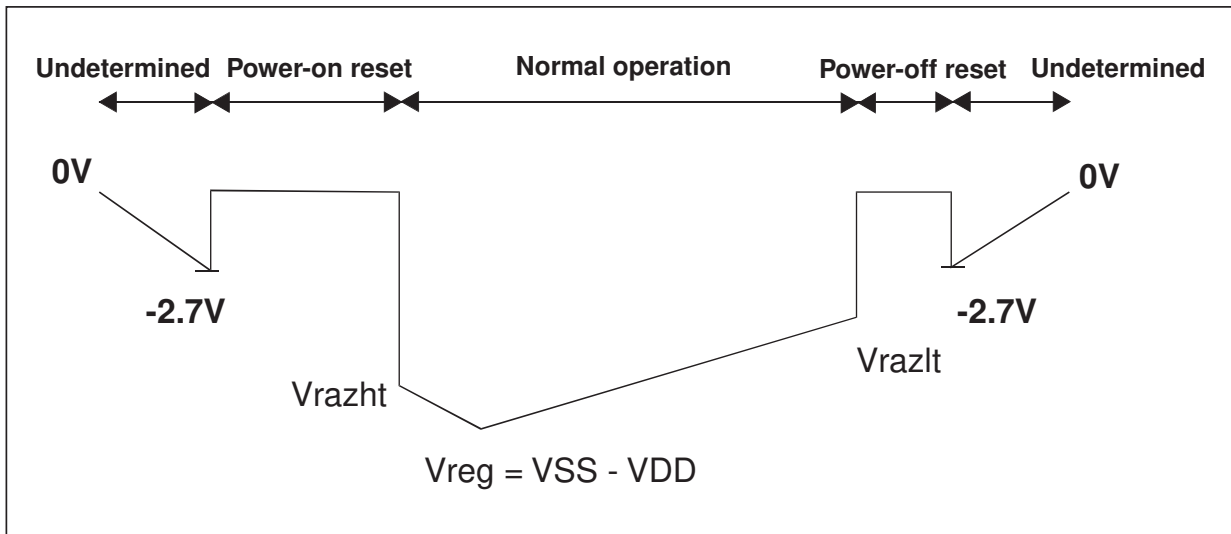 Undetermined Power-on reset Normal operation Power-off reset Undetermined
0V 0V
-2.7V -2.7V
Vrazht Vrazlt
Vreg = VSS - VDD